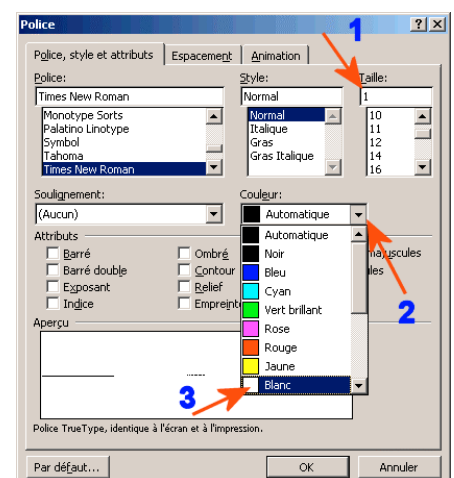 Police
1
Police, style et attributs Espacement Animation
Police: Style: Taille:
Times New Roman Normal 1
Monotype Sorts Normal 10
Palatino Linotype Italique 11
Symbol Gras 12
Tahoma Gras Italique 14
Times New Roman 16
Soulignement: Couleur:
(Aucun) Automatique
Attributs Automatique
Barré Ombré Noir majuscules
Barré double Contour Bleu
Exposant Relief Cyan
2
Indice Empreinte Vert brillant
Aperçu Rose
Rouge
Jaune
3 Blanc
Police TrueType, identique à l'écran et à l'impression.
Par défaut... OK Annuler